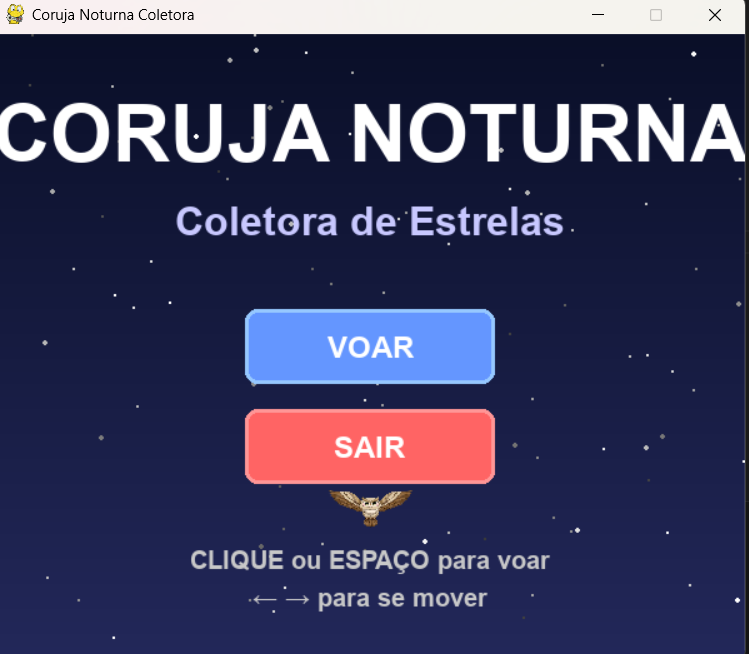 Coruja Noturna Coletora
CORUJA NOTURNA
Coletora de Estrelas
VOAR
SAIR
CLIQUE ou ESPAÇO para voar
← → para se mover